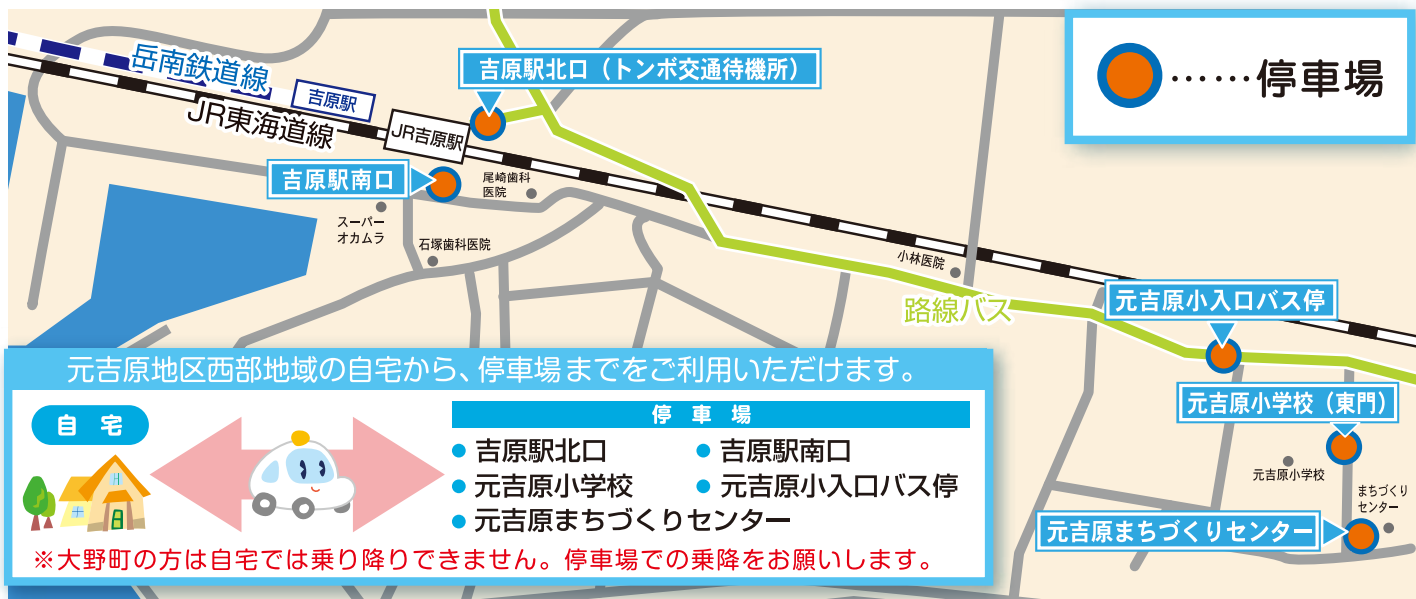 岳南鉄道線
吉原駅
JR東海道線
JR吉原駅
吉原駅北口（トンボ交通待機所）
……停車場
吉原駅南口
尾崎歯科
医院
スーパー
オカムラ
石塚歯科医院
小林医院
路線バス
元吉原小入口バス停
元吉原小学校（東門）
元吉原小学校
まちづくり
センター
元吉原まちづくりセンター
元吉原地区西部地域の自宅から、停車場までをご利用いただけます。
自宅
停車場
● 吉原駅北口 ● 吉原駅南口
● 元吉原小学校 ● 元吉原小入口バス停
● 元吉原まちづくりセンター
※大野町の方は自宅では乗り降りできません。停車場での乗降をお願いします。